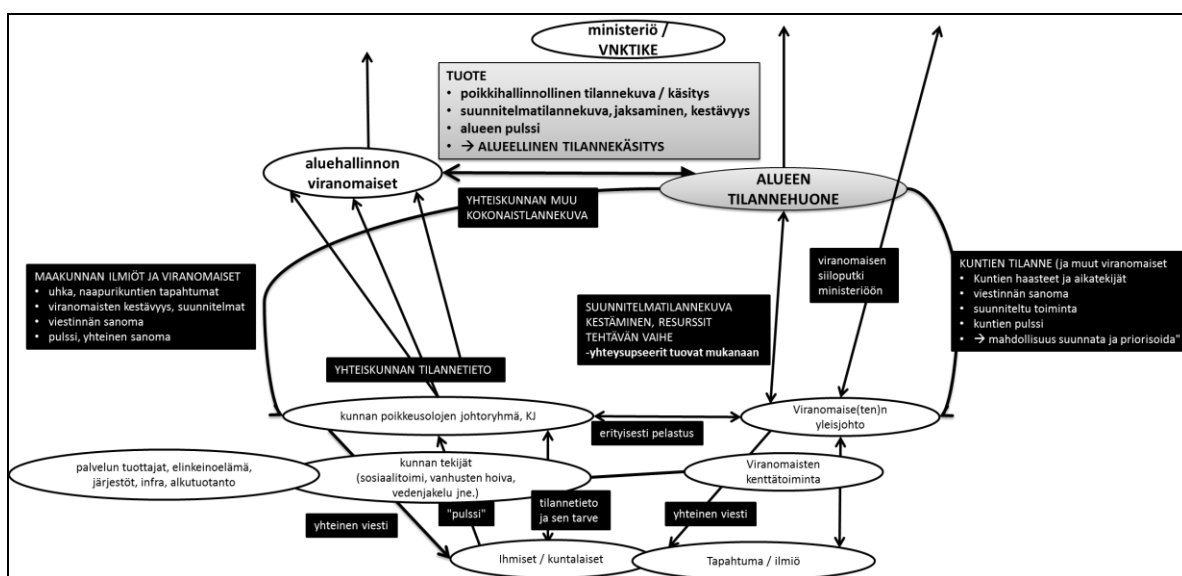 ministeriö /
VNKTIKE
TUOTE
• poikkihallinnollinen tilannekuva / käsitys
• suunnitelmatilannekuva, jaksaminen, kestävyys
• alueen pulssi
• → ALUEELLINEN TILANNEKÄSITYS
aluehallinnon
viranomaiset
ALUEEN
TILANNEHUONE
YHTEISKUNNAN MUU
KOKONAISTLANNEKUVA
MAAKUNNAN ILMIÖT JA VIRANOMAISET
• uhka, naapurikuntien tapahtumat
• viranomaisten kestävyys, suunnitelmat
• viestinnän sanoma
• pulssi, yhteinen sanoma
viranomaisen
siiloputki
ministeriöön
KUNTIEN TILANNE (ja muut viranomaiset
• Kuntien haasteet ja aikatekijät
• viestinnän sanoma
• suunniteltu toiminta
• kuntien pulssi
• → mahdollisuus suunnata ja priorisoida"
SUUNNITELMATILANNEKUVA
KESTÄMINEN, RESURSSIT
TEHTÄVÄN VAIHE
-yhteysupseerit tuovat mukanaan
YHTEISKUNNAN TILANNETIETO
kunnan poikkeusolojen johtoryhmä, KJ
Viranomaise(ten)n
yleisjohto
erityisesti pelastus
palvelun tuottajat, elinkeinoelämä,
järjestöt, infra, alkutuotanto
kunnan tekijät
(sosiaalitoimi, vanhusten hoiva,
vedenjakelu jne.)
Viranomaisten
kenttätoiminta
yhteinen viesti
"pulssi"
tilannetieto
ja sen tarve
yhteinen viesti
Ihmiset / kuntalaiset
Tapahtuma / ilmiö